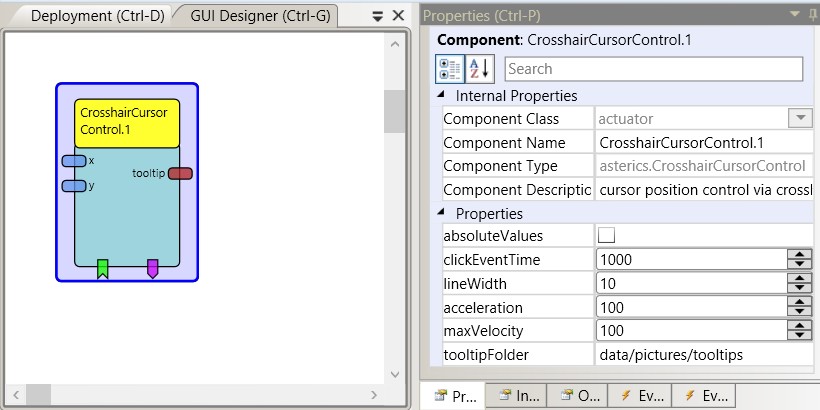 Deployment (Ctrl-D)
GUI Designer (Ctrl-G)
CrosshairCursor
Control.1
x
y
tooltip
Properties (Ctrl-P)
Component: CrosshairCursorControl.1
A
Z
Search
Internal Properties
Component Class
actuator
Component Name
CrosshairCursorControl.1
Component Type
asterics.CrosshairCursorControl
Component Descriptic
cursor position control via crossl
Properties
absoluteValues
clickEventTime
1000
lineWidth
10
acceleration
100
maxVelocity
100
tooltipFolder
data/pictures/tooltips
Pr...
In...
O...
Ev...
Ev...